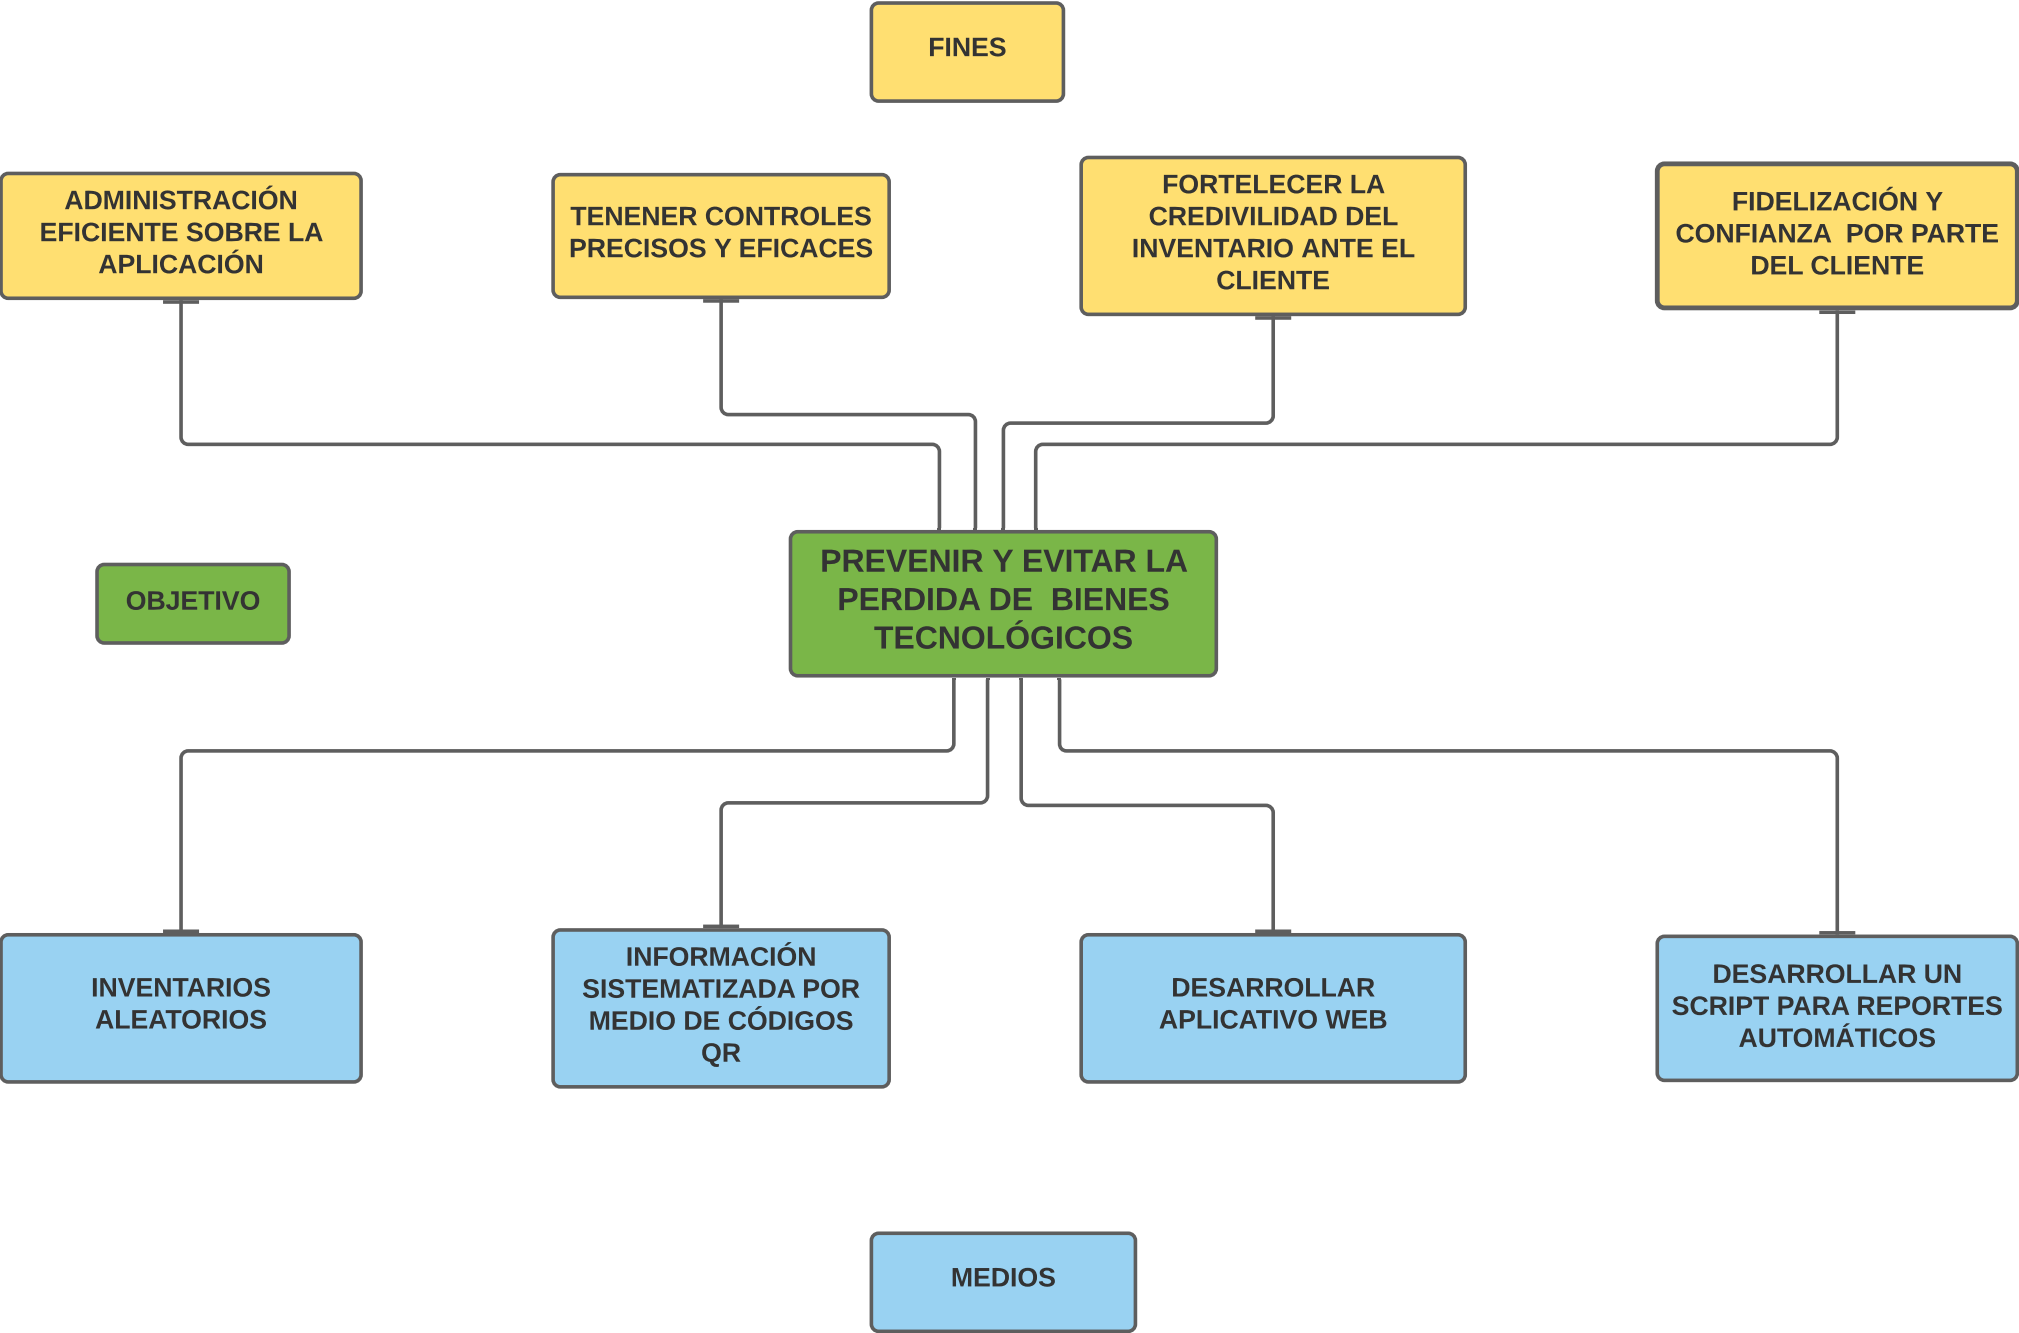 FINES
ADMINISTRACIÓN
EFICIENTE SOBRE LA
APLICACIÓN
TENENER CONTROLES
PRECISOS Y EFICACES
FORTELECER LA
CREDIVILIDAD DEL
INVENTARIO ANTE EL
CLIENTE
FIDELIZACIÓN Y
CONFIANZA  POR PARTE
DEL CLIENTE
OBJETIVO
PREVENIR Y EVITAR LA
PERDIDA DE  BIENES
TECNOLÓGICOS
INVENTARIOS
ALEATORIOS
INFORMACIÓN
SISTEMATIZADA POR
MEDIO DE CÓDIGOS
QR
DESARROLLAR
APLICATIVO WEB
DESARROLLAR UN
SCRIPT PARA REPORTES
AUTOMÁTICOS
MEDIOS